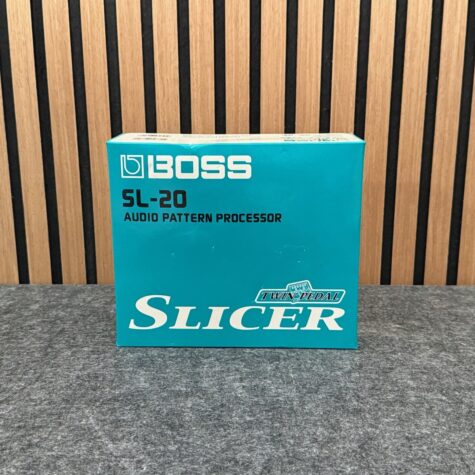 BOSS
SL-20
AUDIO PATTERN PROCESSOR
TWIN PEDAL
SLICER